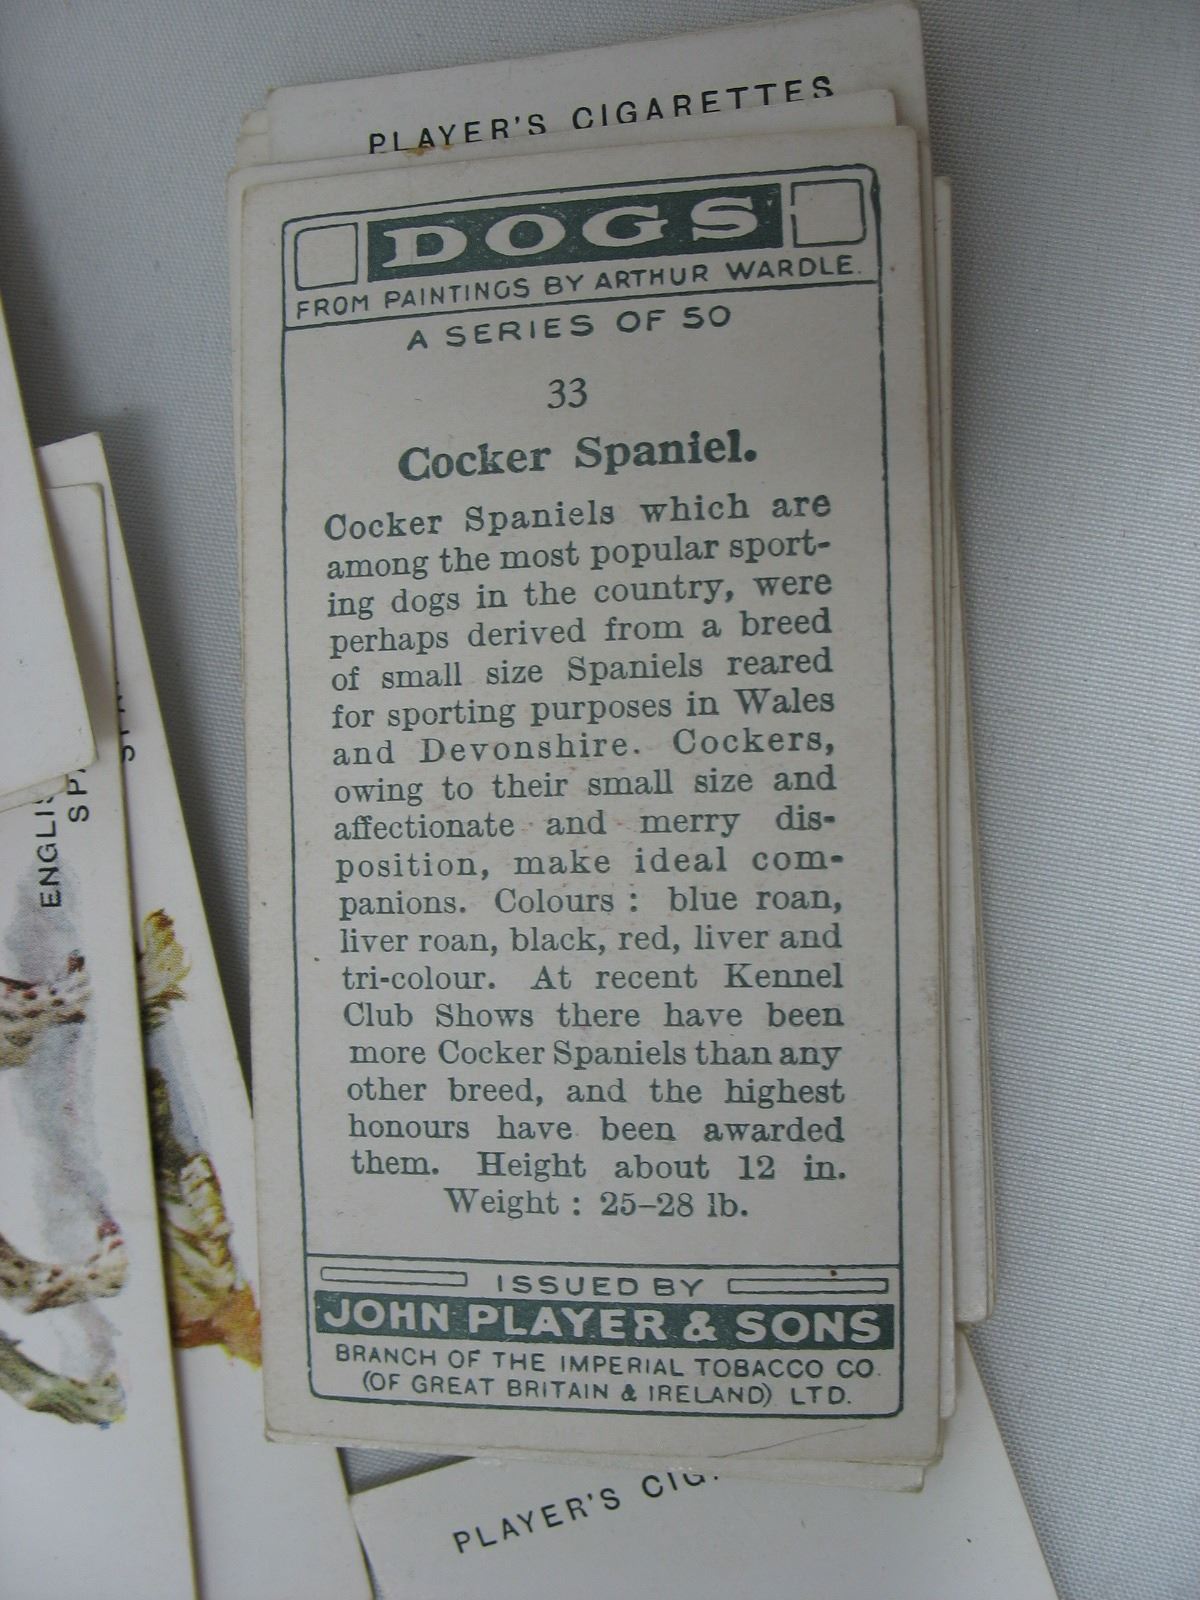 PLAYER'S CIGARETTES
DOGS
FROM PAINTINGS BY ARTHUR WARDLE.
A SERIES OF 50
33
Cocker Spaniel.
Cocker Spaniels which are
among the most popular sport-
ing dogs in the country, were
perhaps derived from a breed
of small size Spaniels reared
for sporting purposes in Wales
and Devonshire. Cockers,
owing to their small size and
affectionate and merry dis-
position, make ideal com-
panions. Colours : blue roan,
liver roan, black, red, liver and
tri-colour. At recent Kennel
Club Shows there have been
more Cocker Spaniels than any
other breed, and the highest
honours have been awarded
them. Height about 12 in.
Weight : 25–28 lb.
ISSUED BY
JOHN PLAYER & SONS
BRANCH OF THE IMPERIAL TOBACCO CO.
(OF GREAT BRITAIN & IRELAND) LTD.
PLAYER'S CIG
ENGLIS
SP